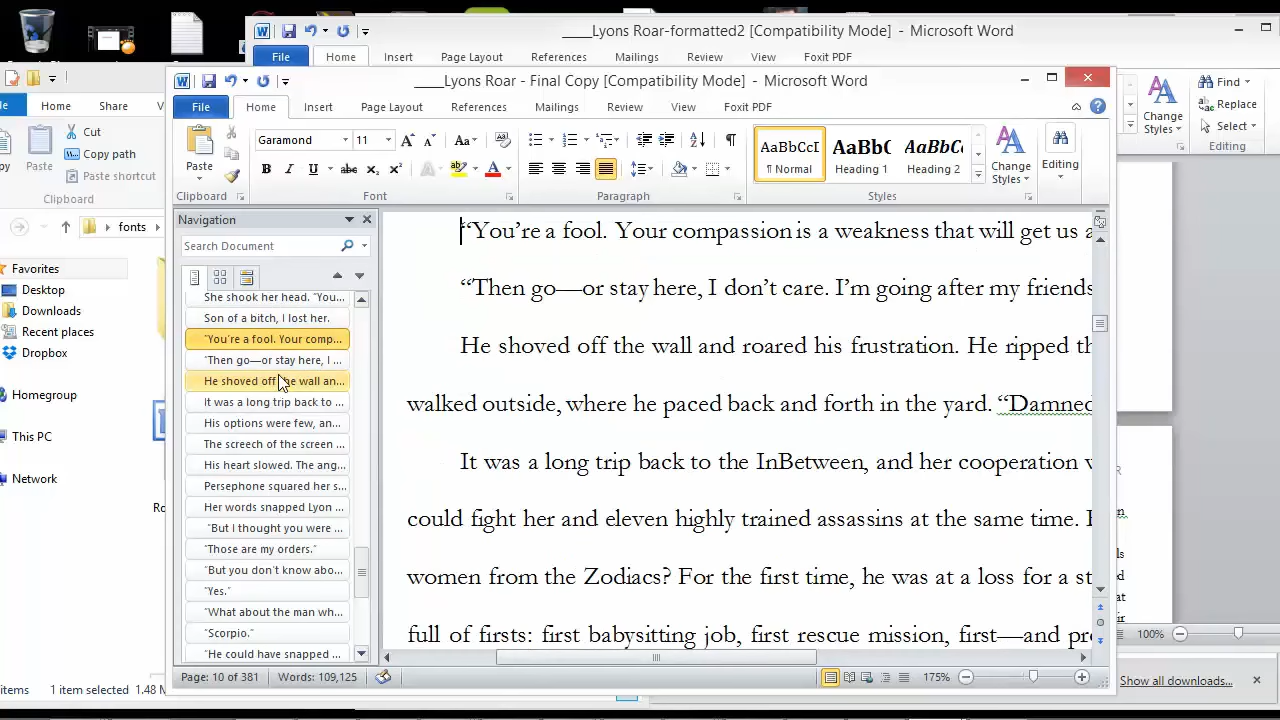 ____Lyons Roar-formatted2 [Compatibility Mode] - Microsoft Word
File Home Insert Page Layout References Mailings Review View Foxit PDF
____Lyons Roar - Final Copy [Compatibility Mode] - Microsoft Word
File Home Insert Page Layout References Mailings Review View Foxit PDF
Home Share
Cut
Copy path
Paste shortcut
Paste
Clipboard
fonts
Favorites
Desktop
Downloads
Recent places
Dropbox
Homegroup
This PC
Network
items 1 item selected 1.48 M
Paste
Clipboard
Garamond 11
Font
Paragraph
AaBbCcI AaBbC AaBbC
¶ Normal Heading 1 Heading 2
Change Styles
Styles
Editing
Find
Replace
Select
Change Styles
Editing
Navigation
Search Document
She shook her head. "You...
Son of a bitch, I lost her.
"You're a fool. Your comp...
"Then go—or stay here, I ...
He shoved off the wall an...
It was a long trip back to ...
His options were few, an...
The screech of the screen ...
His heart slowed. The ang...
Persephone squared her s...
Her words snapped Lyon ...
"But I thought you were ...
"Those are my orders."
"But you don't know abo...
"Yes."
"What about the man wh...
"Scorpio."
"He could have snapped ...
“You’re a fool. Your compassion is a weakness that will get us a
“Then go—or stay here, I don’t care. I’m going after my friends
He shoved off the wall and roared his frustration. He ripped th
walked outside, where he paced back and forth in the yard. “Damned
It was a long trip back to the InBetween, and her cooperation w
could fight her and eleven highly trained assassins at the same time.
women from the Zodiacs? For the first time, he was at a loss for a st
full of firsts: first babysitting job, first rescue mission, first—and pr
Page: 10 of 381 Words: 109,125 175%
100%
Show all downloads...